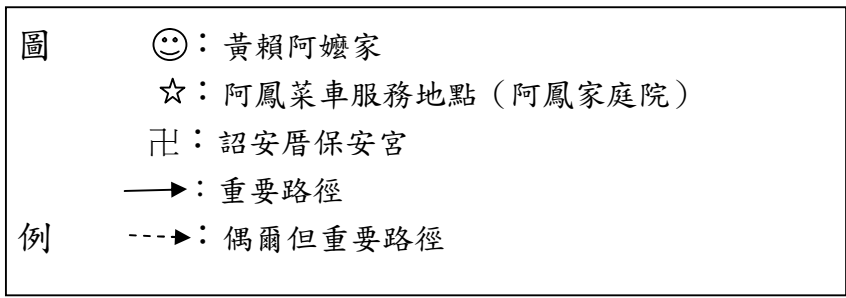 圖 ☺：黃賴阿嬤家
☆：阿鳳菜車服務地點（阿鳳家庭院）
卍：詔安厝保安宮
⟶：重要路徑
例 ⇢：偶爾但重要路徑